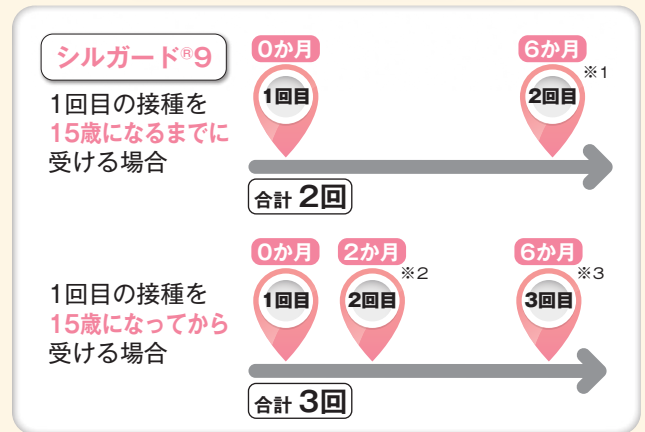 シルガード®9
1回目の接種を
15歳になるまでに
受ける場合
0か月
6か月
1回目
2回目
※1
合計 2回
1回目の接種を
15歳になってから
受ける場合
0か月
2か月
6か月
1回目
2回目
※2
3回目
※3
合計 3回